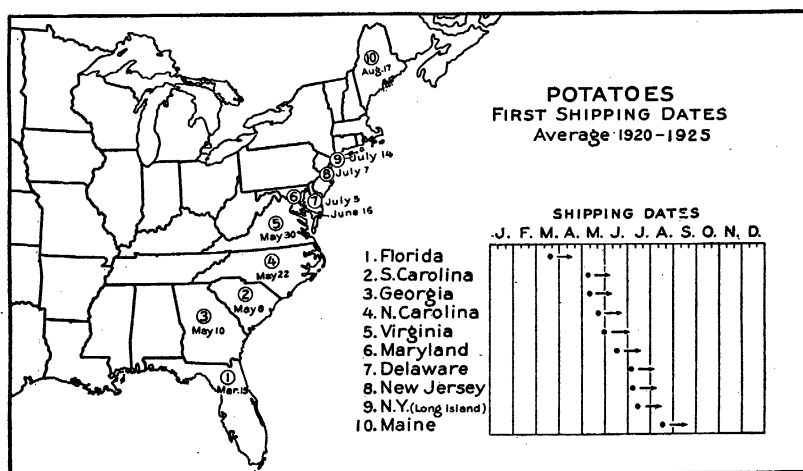 ⑩
Aug.17
⑨ July 14
⑧ July 7
⑥ ⑦ July 5
June 16
⑤
May 30
④
May 22
②
May 8
③
May 10
①
Mar. 15
POTATOES
FIRST SHIPPING DATES
Average 1920-1925
SHIPPING DATES
J. F. M. A. M. J. J. A. S. O. N. D.
1. Florida
2. S. Carolina
3. Georgia
4. N. Carolina
5. Virginia
6. Maryland
7. Delaware
8. New Jersey
9. N.Y. (Long Island)
10. Maine